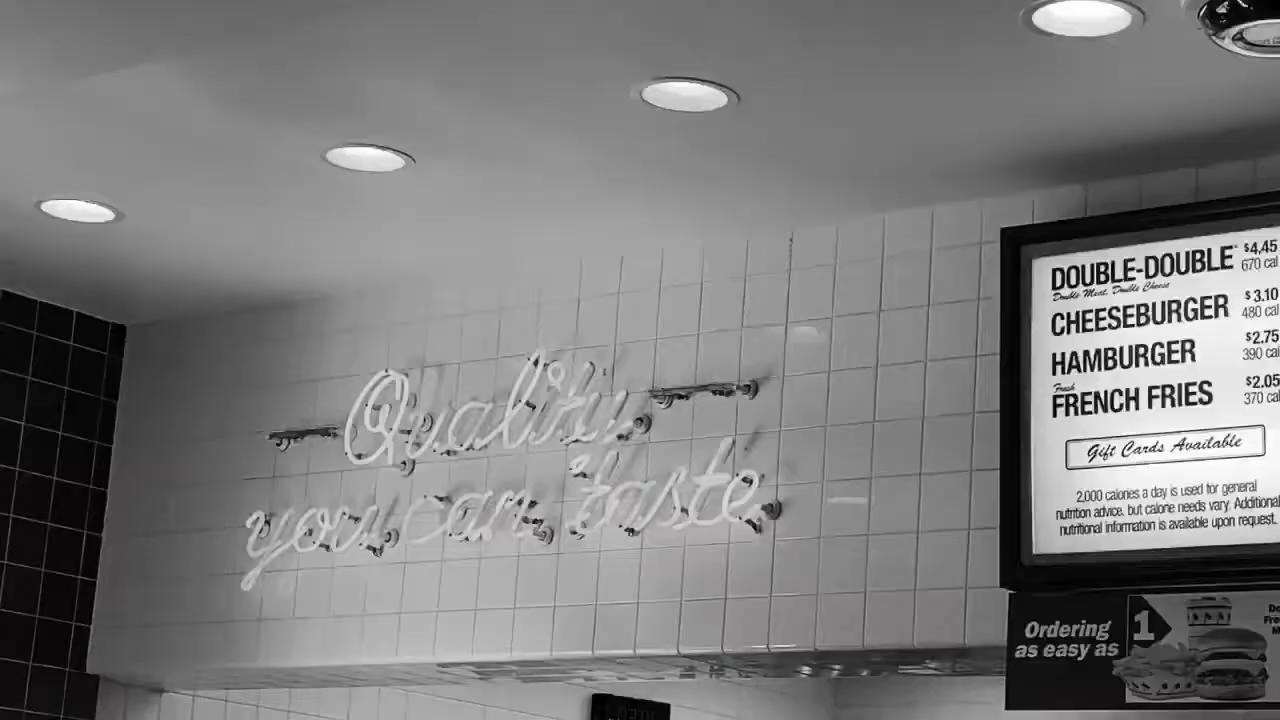 Quality
you can taste
DOUBLE-DOUBLE
$4.45
Double Meat, Double Cheese
670 cal
CHEESEBURGER
$3.10
480 cal
HAMBURGER
$2.75
390 cal
Fresh
FRENCH FRIES
$2.05
370 cal
Gift Cards Available
2,000 calories a day is used for general
nutrition advice, but calorie needs vary. Additional
nutritional information is available upon request.
Ordering
as easy as
1